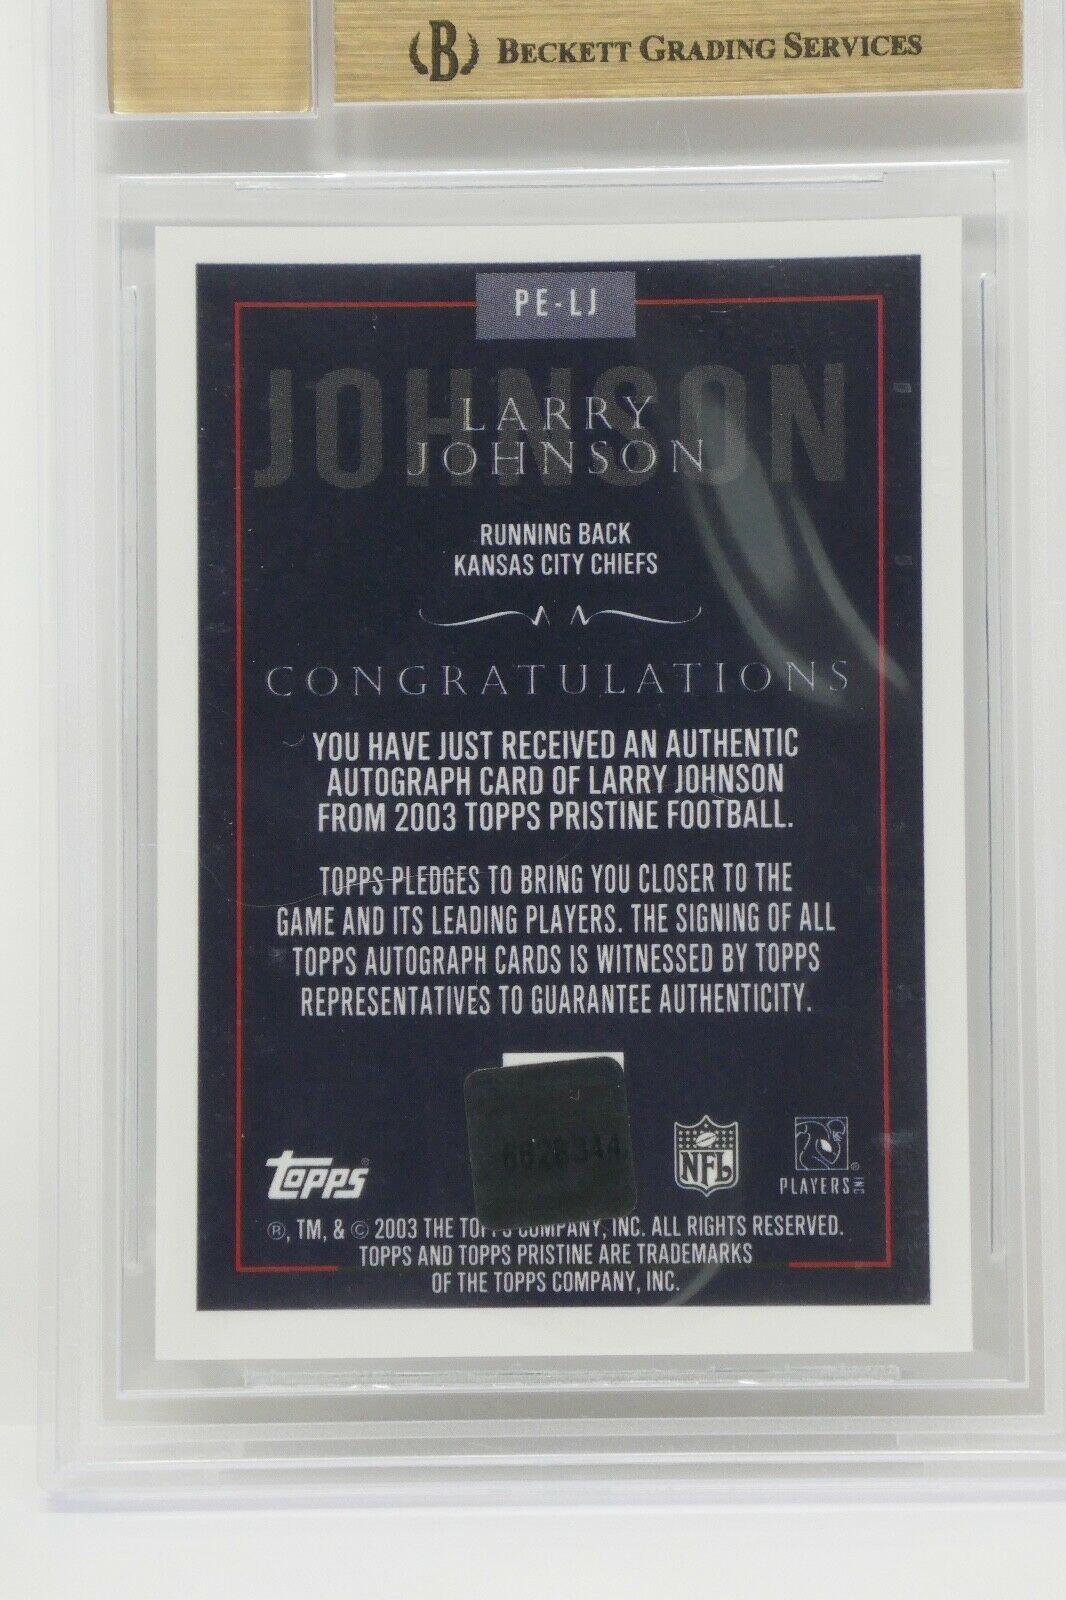 B BECKETT GRADING SERVICES
PE-LJ
JOHNSON
LARRY
JOHNSON
RUNNING BACK
KANSAS CITY CHIEFS
CONGRATULATIONS
YOU HAVE JUST RECEIVED AN AUTHENTIC
AUTOGRAPH CARD OF LARRY JOHNSON
FROM 2003 TOPPS PRISTINE FOOTBALL.
TOPPS PLEDGES TO BRING YOU CLOSER TO THE
GAME AND ITS LEADING PLAYERS. THE SIGNING OF ALL
TOPPS AUTOGRAPH CARDS IS WITNESSED BY TOPPS
REPRESENTATIVES TO GUARANTEE AUTHENTICITY.
topps®
NFL
PLAYERS INC
®, TM, & © 2003 THE TOPPS COMPANY, INC. ALL RIGHTS RESERVED.
TOPPS AND TOPPS PRISTINE ARE TRADEMARKS
OF THE TOPPS COMPANY, INC.